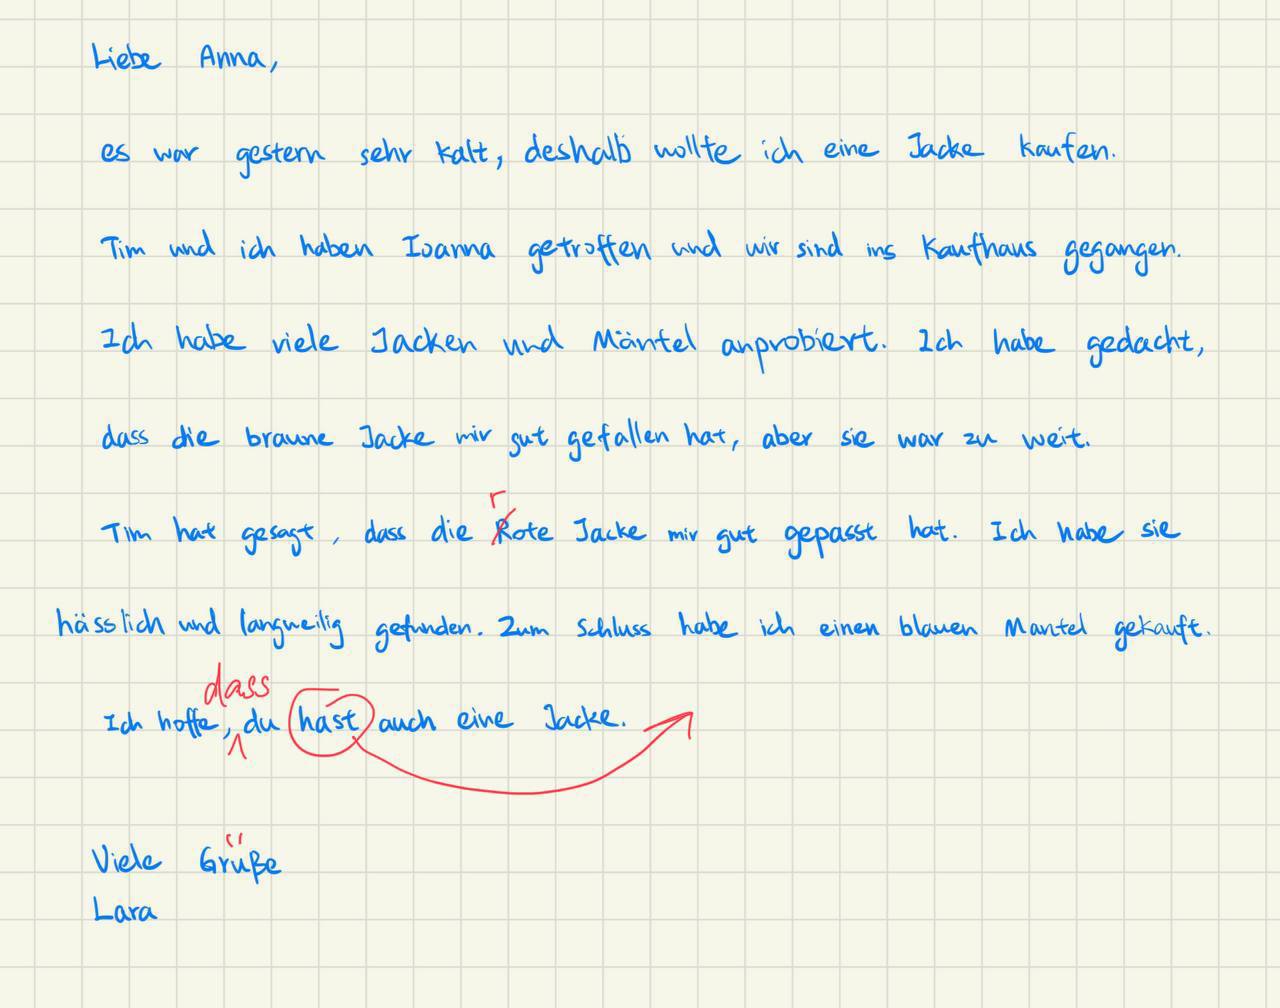 Liebe Anna,
es war gestern sehr kalt, deshalb wollte ich eine Jacke kaufen.
Tim und ich haben Ioanna getroffen und wir sind ins Kaufhaus gegangen.
Ich habe viele Jacken und Mäntel anprobiert. Ich habe gedacht,
dass die braune Jacke mir gut gefallen hat, aber sie war zu weit.
r
Tim hat gesagt, dass die Rote Jacke mir gut gepasst hat. Ich habe sie
hässlich und langweilig gefunden. Zum Schluss habe ich einen blauen Mantel gekauft.
dass
Ich hoffe, du hast auch eine Jacke.
Viele Grüße
Lara